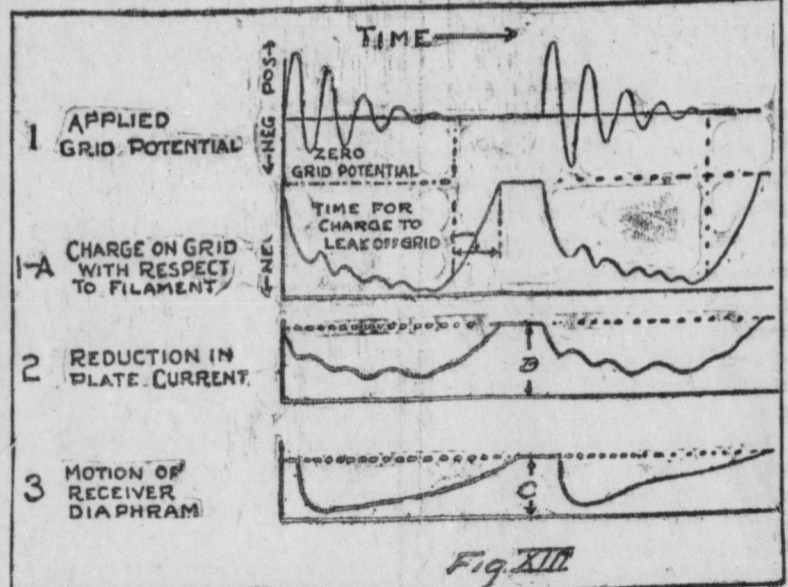 TIME
←NEG POS→
1 APPLIED
GRID POTENTIAL
ZERO
GRID POTENTIAL
TIME FOR
CHARGE TO
LEAK OFF GRID
←NE
1-A CHARGE ON GRID
WITH RESPECT
TO FILAMENT
2 REDUCTION IN
PLATE CURRENT.
3 MOTION OF
RECEIVER
DIAPHRAM
C
Fig. XIII